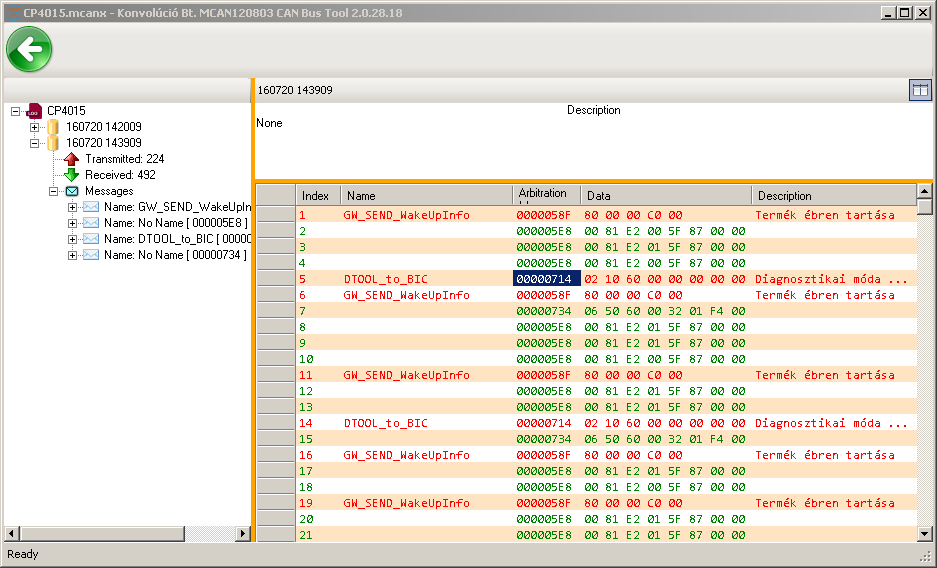 CP4015.mcanx - Konvolúció Bt. MCAN120803 CAN Bus Tool 2.0.28.18
CP4015
160720 142009
160720 143909
Transmitted: 224
Received: 492
Messages
Name: GW_SEND_WakeUpIn
Name: No Name [ 000005E8 ]
Name: DTOOL_to_BIC [ 0000
Name: No Name [ 00000734 ]
160720 143909
Description
None
Index Name Arbitration Data Description
1 GW_SEND_WakeUpInfo 0000058F 80 00 00 C0 00 Termék ébren tartása
2 000005E8 00 81 E2 00 5F 87 00 00
3 000005E8 00 81 E2 01 5F 87 00 00
4 000005E8 00 81 E2 00 5F 87 00 00
5 DTOOL_to_BIC 00000714 02 10 60 00 00 00 00 00 Diagnosztikai móda ...
6 GW_SEND_WakeUpInfo 0000058F 80 00 00 C0 00 Termék ébren tartása
7 00000734 06 50 60 00 32 01 F4 00
8 000005E8 00 81 E2 01 5F 87 00 00
9 000005E8 00 81 E2 01 5F 87 00 00
10 000005E8 00 81 E2 00 5F 87 00 00
11 GW_SEND_WakeUpInfo 0000058F 80 00 00 C0 00 Termék ébren tartása
12 000005E8 00 81 E2 01 5F 87 00 00
13 000005E8 00 81 E2 01 5F 87 00 00
14 DTOOL_to_BIC 00000714 02 10 60 00 00 00 00 00 Diagnosztikai móda ...
15 00000734 06 50 60 00 32 01 F4 00
16 GW_SEND_WakeUpInfo 0000058F 80 00 00 C0 00 Termék ébren tartása
17 000005E8 00 81 E2 01 5F 87 00 00
18 000005E8 00 81 E2 00 5F 87 00 00
19 GW_SEND_WakeUpInfo 0000058F 80 00 00 C0 00 Termék ébren tartása
20 000005E8 00 81 E2 01 5F 87 00 00
21 000005E8 00 81 E2 00 5F 87 00 00
Ready